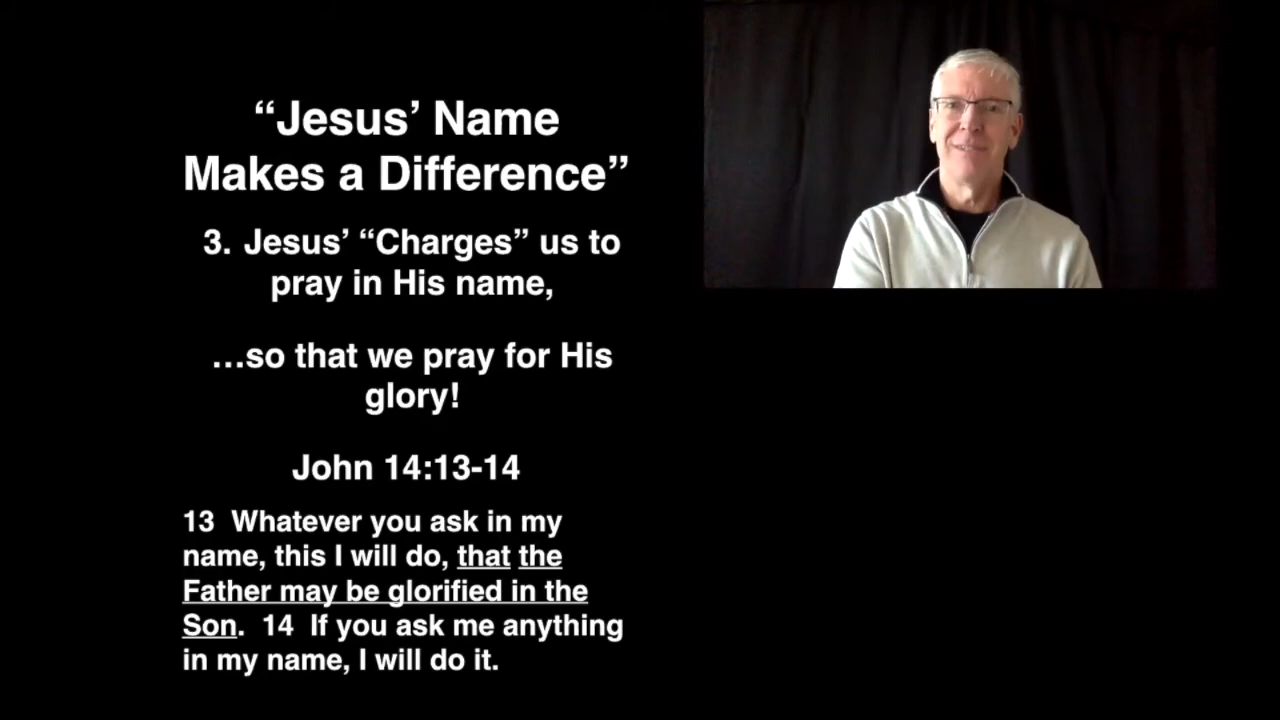 “Jesus’ Name
Makes a Difference”
3. Jesus’ “Charges” us to
pray in His name,
…so that we pray for His
glory!
John 14:13-14
13 Whatever you ask in my
name, this I will do, that the
Father may be glorified in the
Son. 14 If you ask me anything
in my name, I will do it.